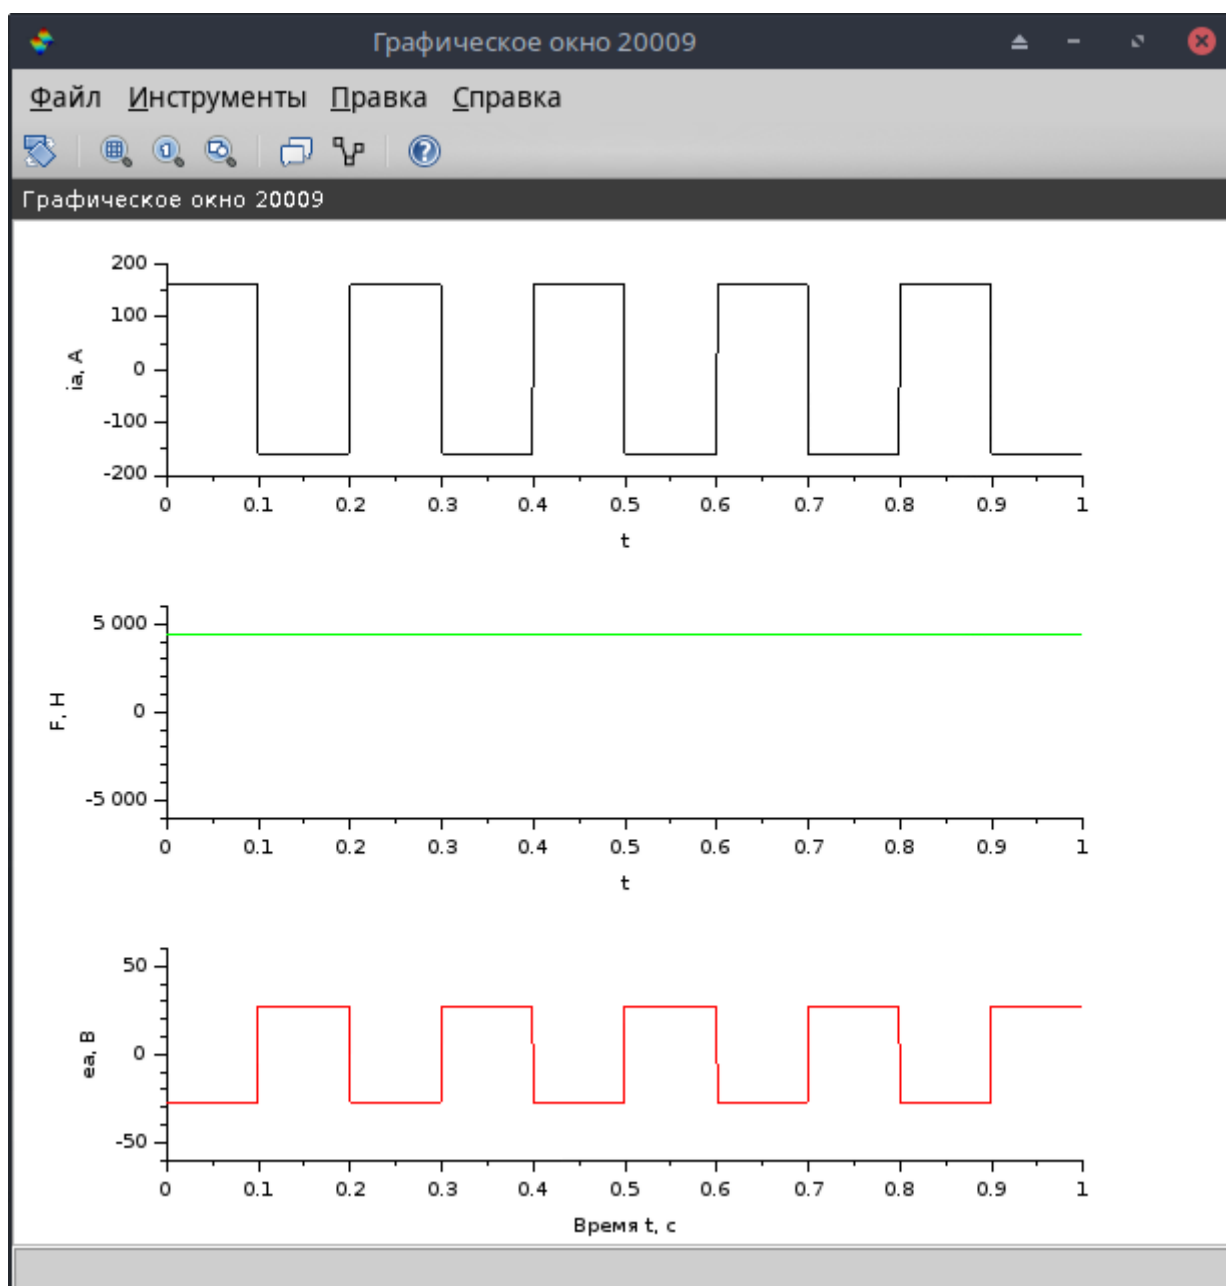 Графическое окно 20009
Файл Инструменты Правка Справка
Графическое окно 20009
200
100
0
-100
-200
ia, A
0 0.1 0.2 0.3 0.4 0.5 0.6 0.7 0.8 0.9 1
t
5 000
0
-5 000
F, Н
0 0.1 0.2 0.3 0.4 0.5 0.6 0.7 0.8 0.9 1
t
50
0
-50
ea, В
0 0.1 0.2 0.3 0.4 0.5 0.6 0.7 0.8 0.9 1
Время t, с